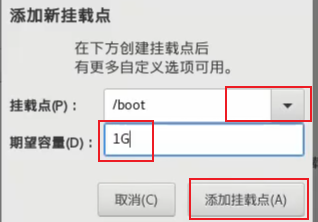 添加新挂载点
在下方创建挂载点后
有更多自定义选项可用。
挂载点(P)： /boot
期望容量(D)： 1G
取消(C) 添加挂载点(A)